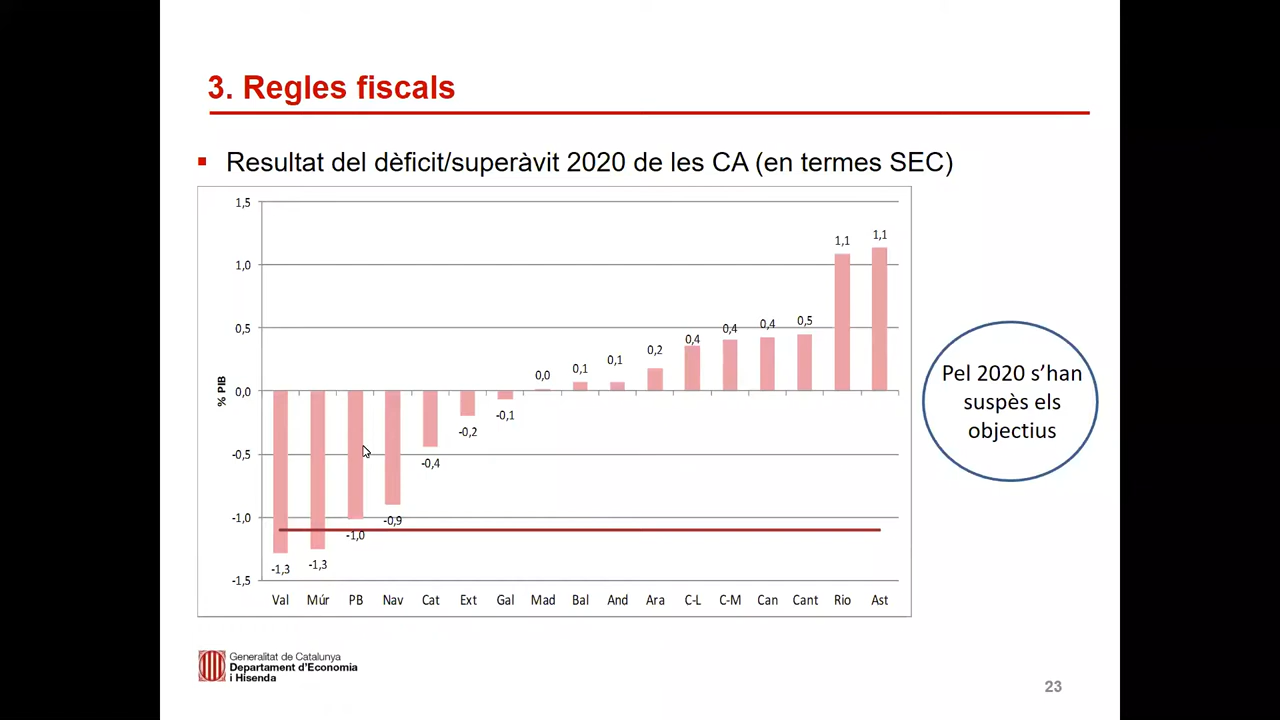 3. Regles fiscals
Resultat del dèficit/superàvit 2020 de les CA (en termes SEC)
1,5
1,0
0,5
0,0
-0,5
-1,0
-1,5
% PIB
-1,3
-1,3
-1,0
-0,9
-0,4
-0,2
-0,1
0,0
0,1
0,1
0,2
0,4
0,4
0,4
0,5
1,1
1,1
Val Múr PB Nav Cat Ext Gal Mad Bal And Ara C-L C-M Can Cant Rio Ast
Pel 2020 s'han
suspès els
objectius
Generalitat de Catalunya
Departament d'Economia
i Hisenda
23